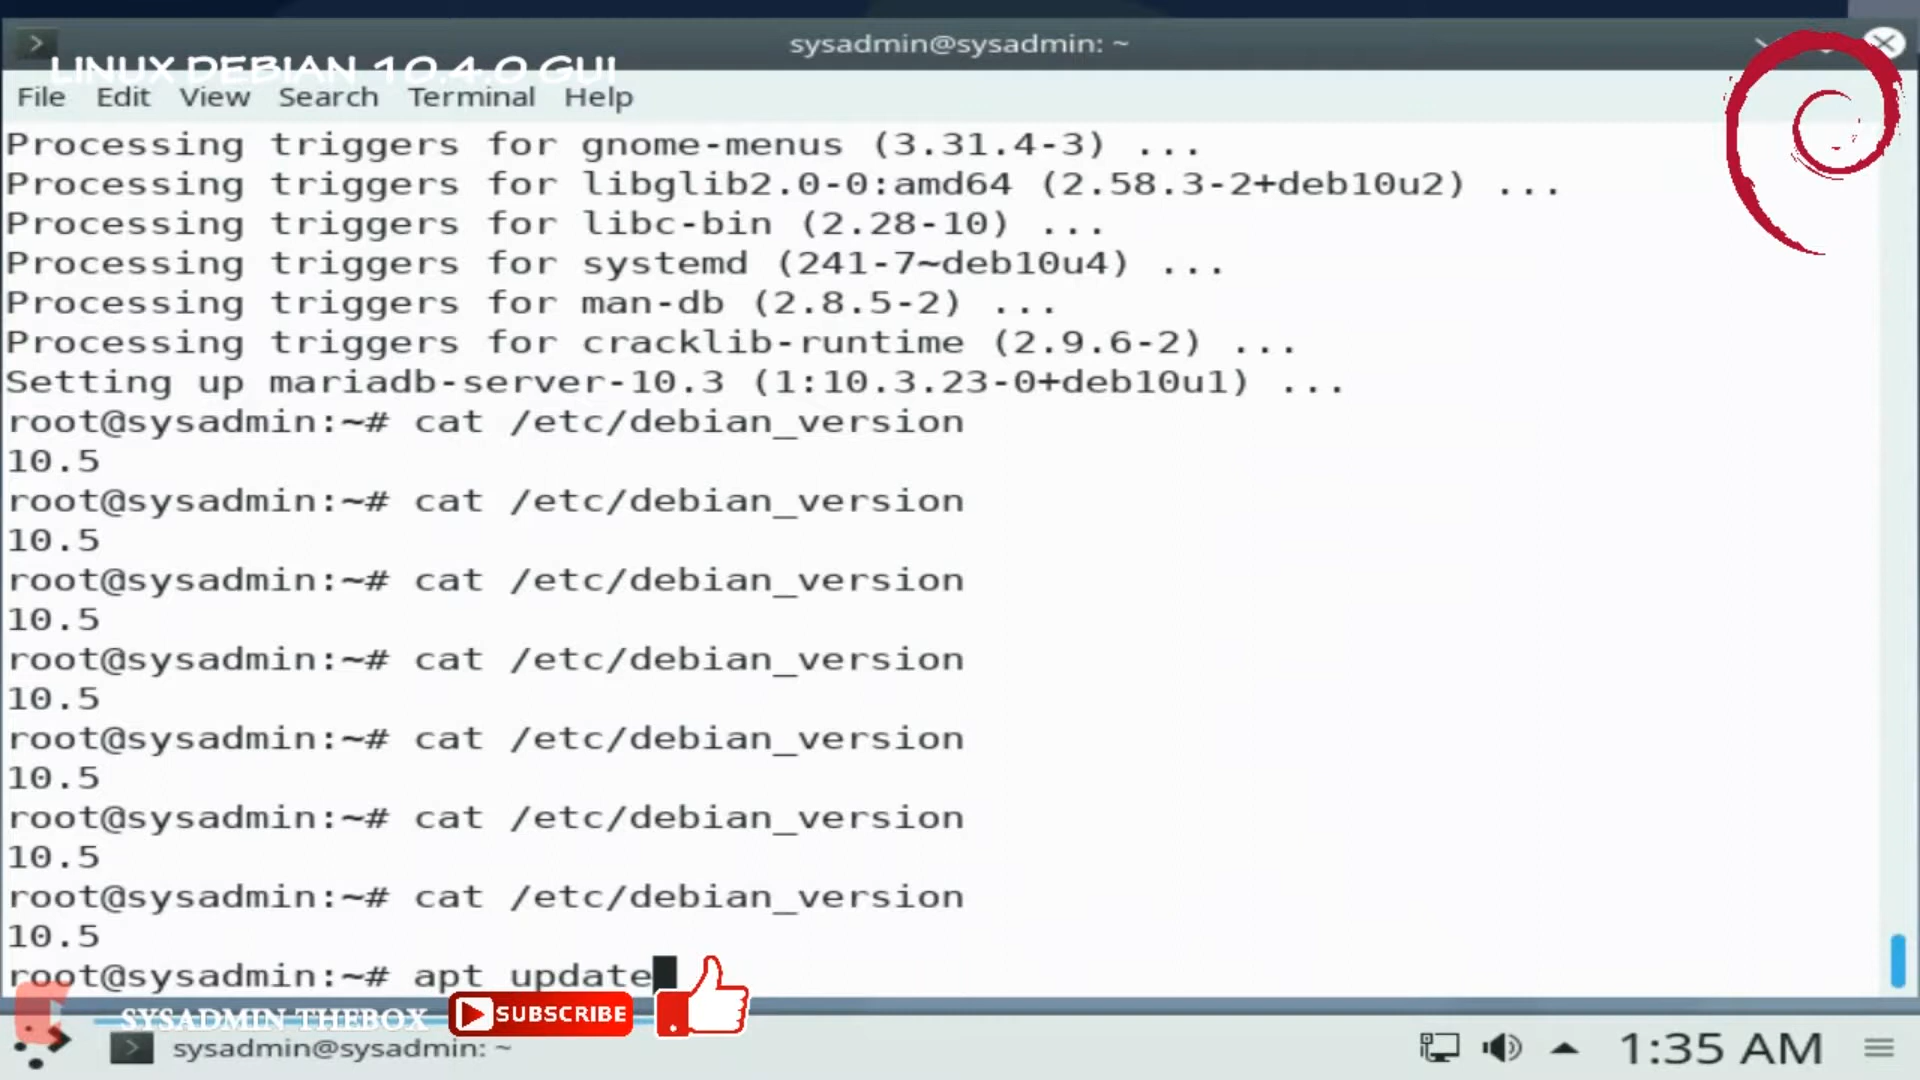 sysadmin@sysadmin: ~
LINUX DEBIAN 10.4.0 GUI
File Edit View Search Terminal Help
Processing triggers for gnome-menus (3.31.4-3) ...
Processing triggers for libglib2.0-0:amd64 (2.58.3-2+deb10u2) ...
Processing triggers for libc-bin (2.28-10) ...
Processing triggers for systemd (241-7~deb10u4) ...
Processing triggers for man-db (2.8.5-2) ...
Processing triggers for cracklib-runtime (2.9.6-2) ...
Setting up mariadb-server-10.3 (1:10.3.23-0+deb10u1) ...
root@sysadmin:~# cat /etc/debian_version
10.5
root@sysadmin:~# cat /etc/debian_version
10.5
root@sysadmin:~# cat /etc/debian_version
10.5
root@sysadmin:~# cat /etc/debian_version
10.5
root@sysadmin:~# cat /etc/debian_version
10.5
root@sysadmin:~# cat /etc/debian_version
10.5
root@sysadmin:~# cat /etc/debian_version
10.5
root@sysadmin:~# apt update
SYSADMIN THEBOX SUBSCRIBE
sysadmin@sysadmin: ~ 1:35 AM